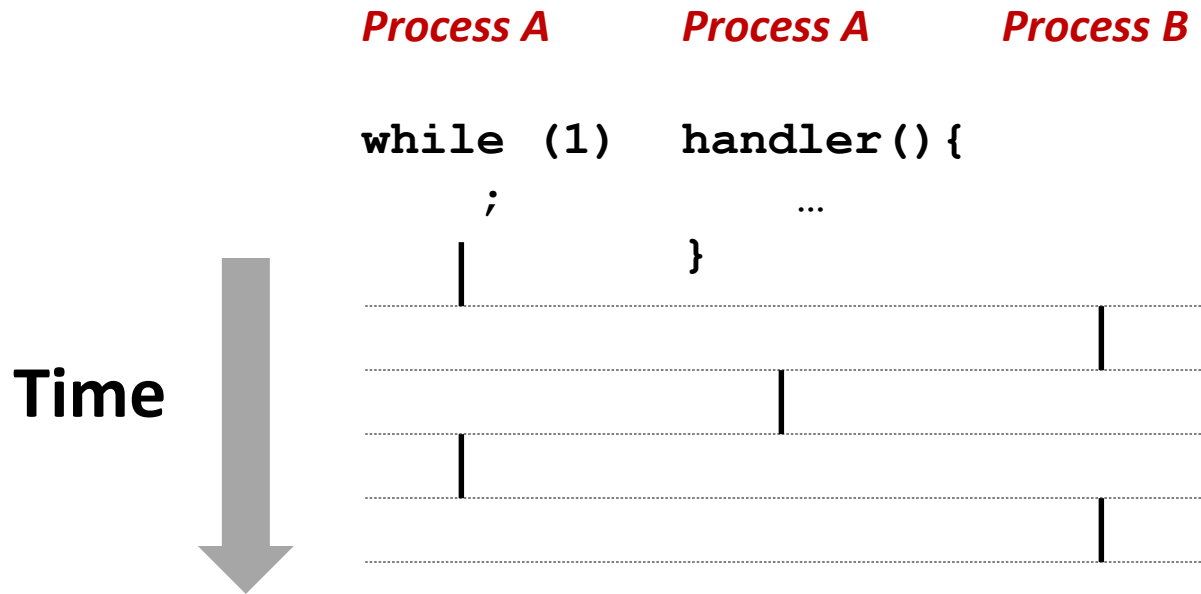 Process A Process A Process B
while (1) handler(){
; …
}
Time